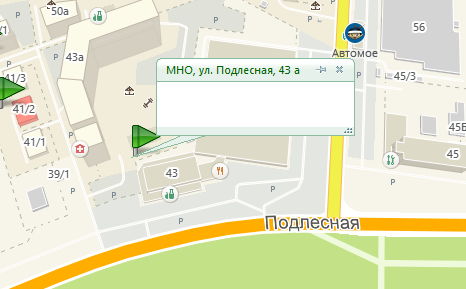 50а
56
Автомое
/1
43а
МНО, ул. Подлесная, 43 а
41/3
45/3
41/2
45Б
41/1
45
39/1
43
P
P
P
P
P
P
P
Подлесная